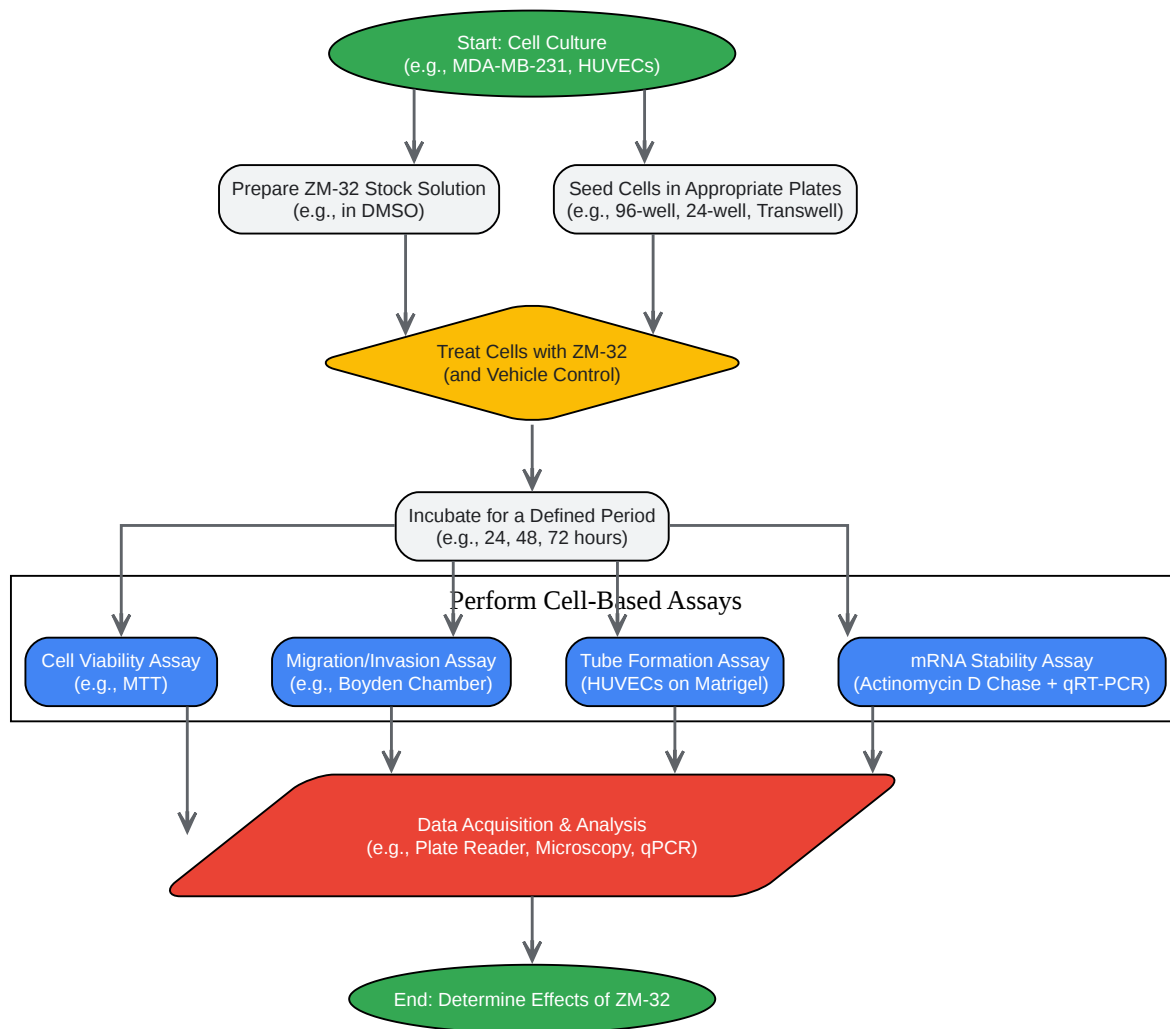 Start: Cell Culture
(e.g., MDA-MB-231, HUVECs)
Prepare ZM-32 Stock Solution
(e.g., in DMSO)
Seed Cells in Appropriate Plates
(e.g., 96-well, 24-well, Transwell)
Treat Cells with ZM-32
(and Vehicle Control)
Incubate for a Defined Period
(e.g., 24, 48, 72 hours)
Perform Cell-Based Assays
Cell Viability Assay
(e.g., MTT)
Migration/Invasion Assay
(e.g., Boyden Chamber)
Tube Formation Assay
(HUVECs on Matrigel)
mRNA Stability Assay
(Actinomycin D Chase + qRT-PCR)
Data Acquisition & Analysis
(e.g., Plate Reader, Microscopy, qPCR)
End: Determine Effects of ZM-32